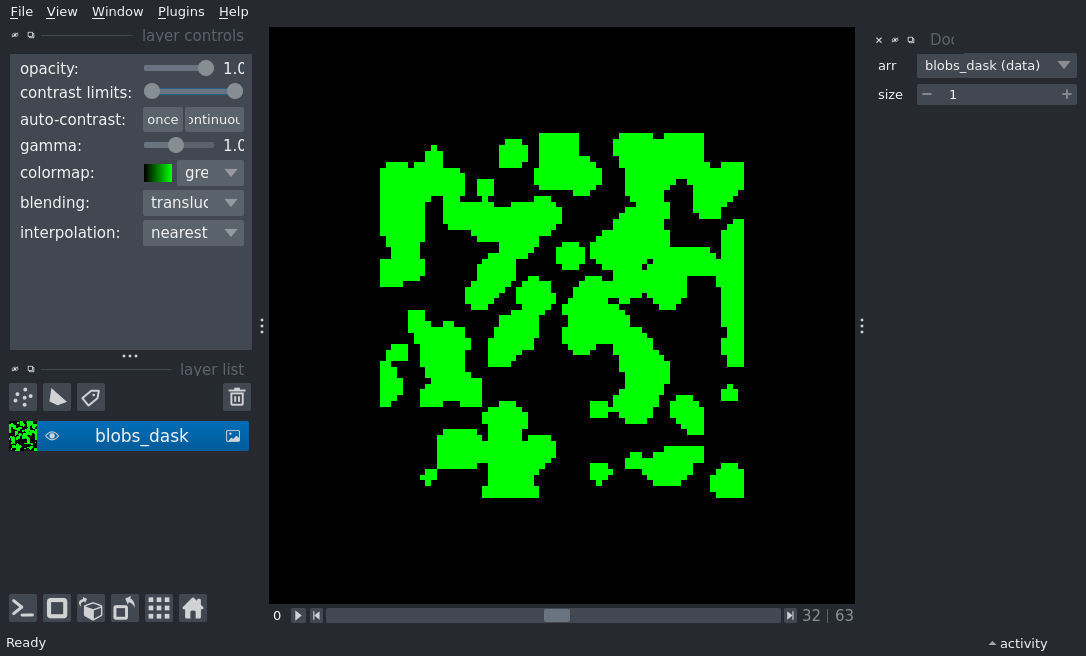 File View Window Plugins Help
layer controls
opacity: 1.0
contrast limits:
auto-contrast: once ontinuou
gamma: 1.0
colormap: gre
blending: transluc
interpolation: nearest
layer list
blobs_dask
0 32 | 63
Doc
arr blobs_dask (data)
size 1
Ready
activity